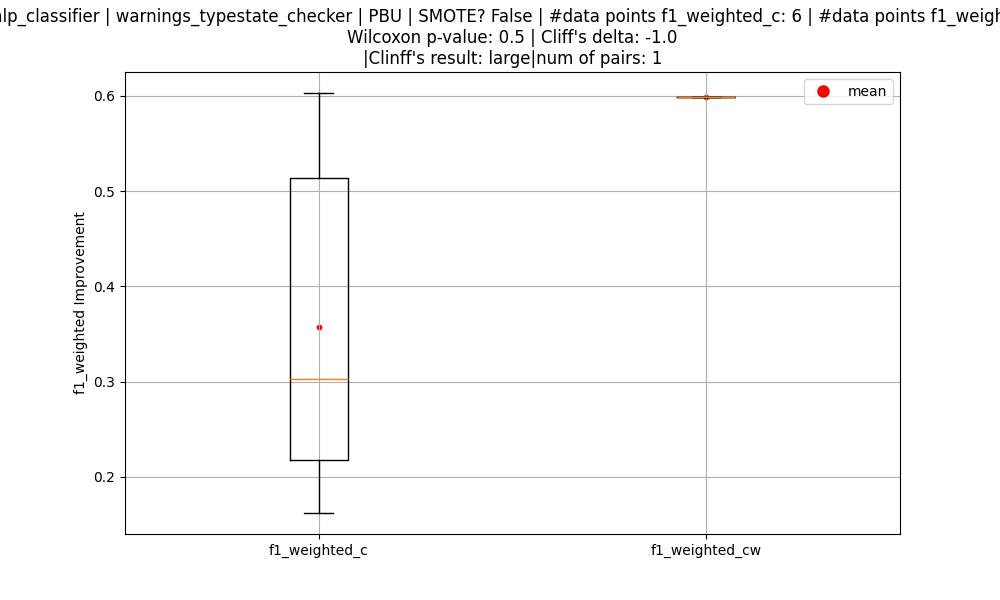 alp_classifier | warnings_typestate_checker | PBU | SMOTE? False | #data points f1_weighted_c: 6 | #data points f1_weigh
Wilcoxon p-value: 0.5 | Cliff's delta: -1.0
|Clinff's result: large|num of pairs: 1
mean
0.6
0.5
0.4
0.3
0.2
f1_weighted Improvement
f1_weighted_c
f1_weighted_cw